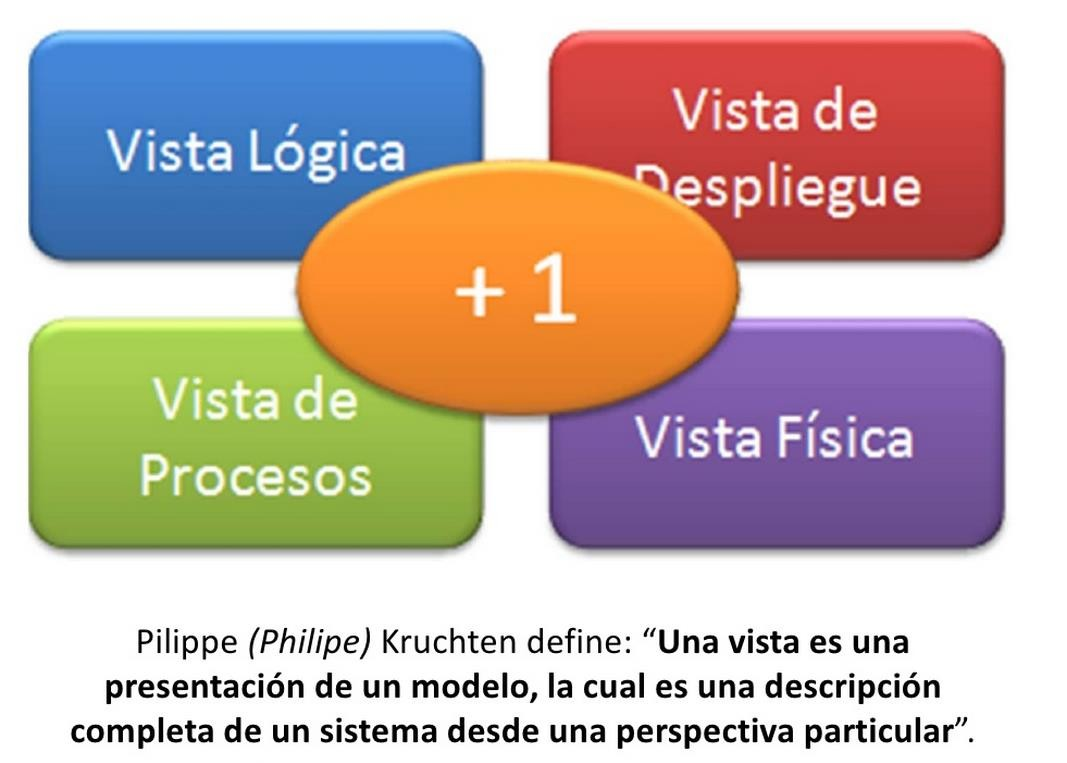 Vista Lógica
Vista de
Despliegue
+ 1
Vista de
Procesos
Vista Física
Pilippe (Philipe) Kruchten define: “Una vista es una
presentación de un modelo, la cual es una descripción
completa de un sistema desde una perspectiva particular”.